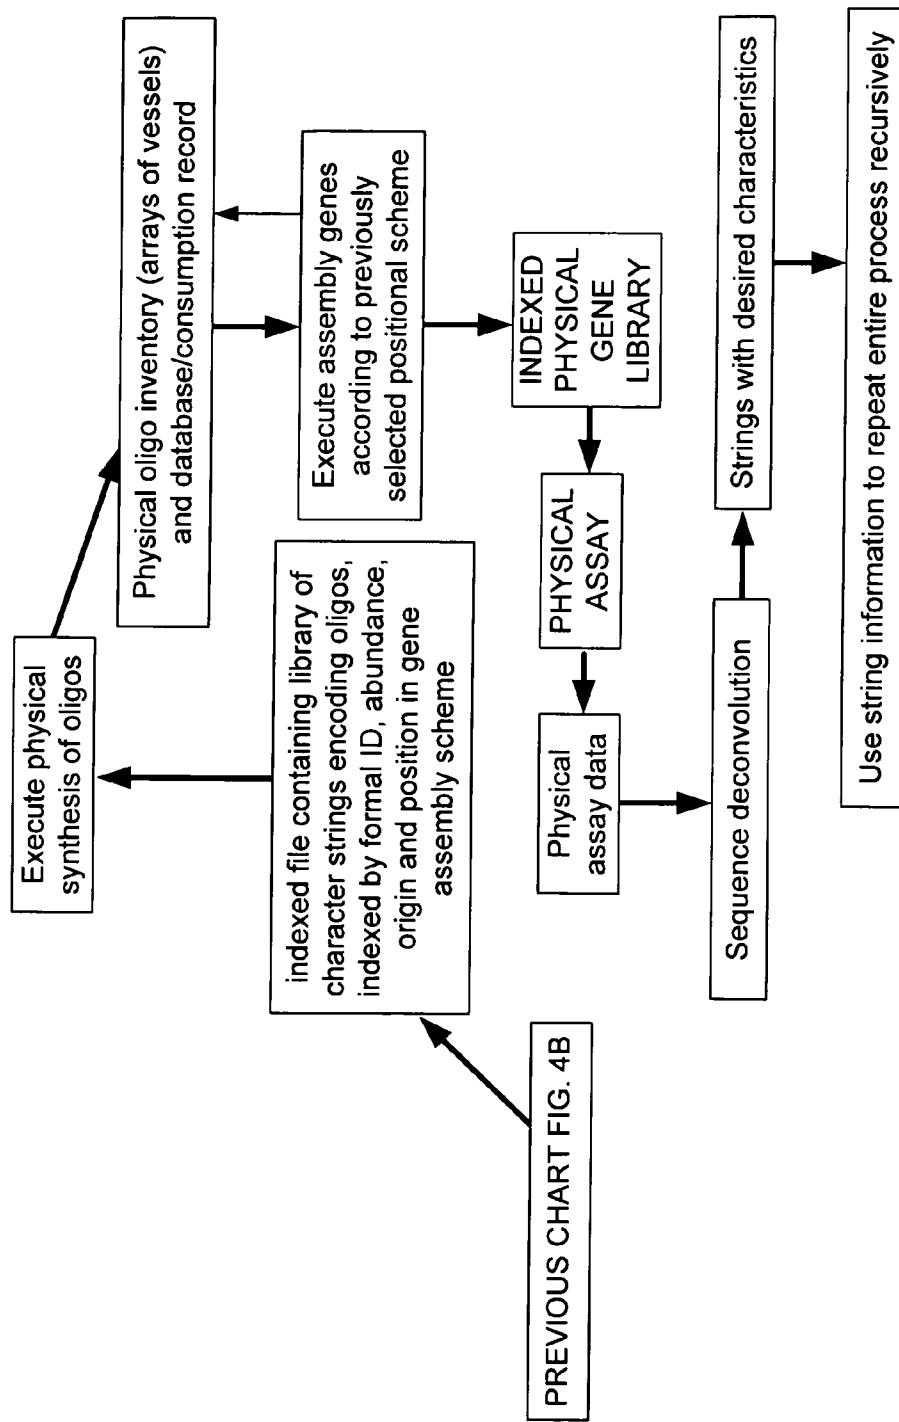 PREVIOUS CHART FIG. 4B
indexed file containing library of
character strings encoding oligos,
indexed by formal ID, abundance,
origin and position in gene
assembly scheme
Execute physical
synthesis of oligos
Physical oligo inventory (arrays of vessels)
and database/consumption record
Execute assembly genes
according to previously
selected positional scheme
INDEXED
PHYSICAL
GENE
LIBRARY
PHYSICAL
ASSAY
Physical
assay data
Sequence deconvolution
Strings with desired characteristics
Use string information to repeat entire process recursively